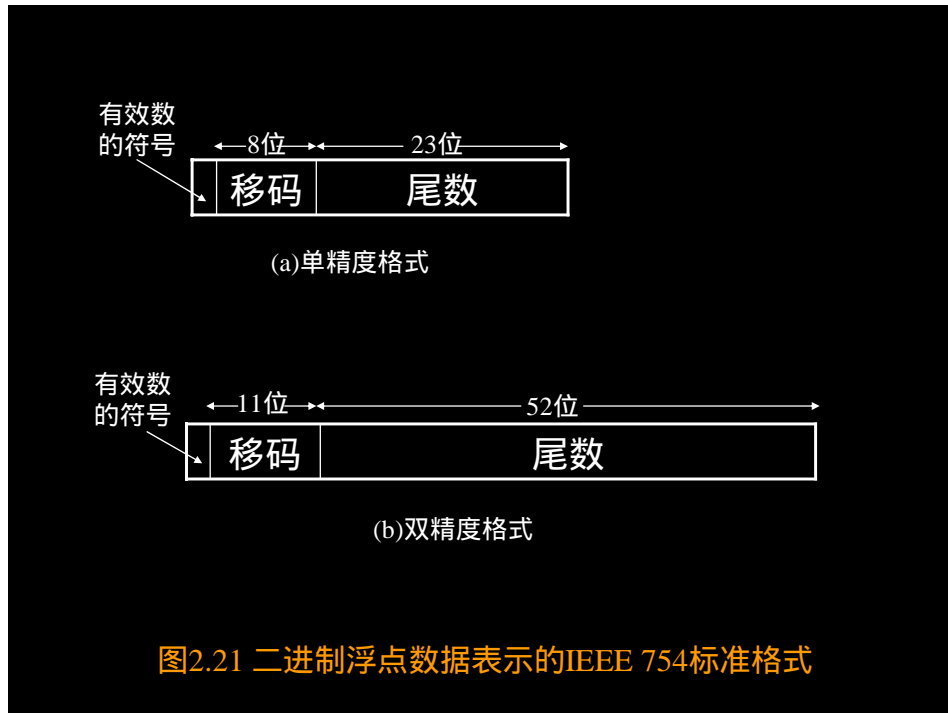 有效数
的符号
8位
23位
移码
尾数
(a)单精度格式
有效数
的符号
11位
52位
移码
尾数
(b)双精度格式
图2.21 二进制浮点数据表示的IEEE 754标准格式